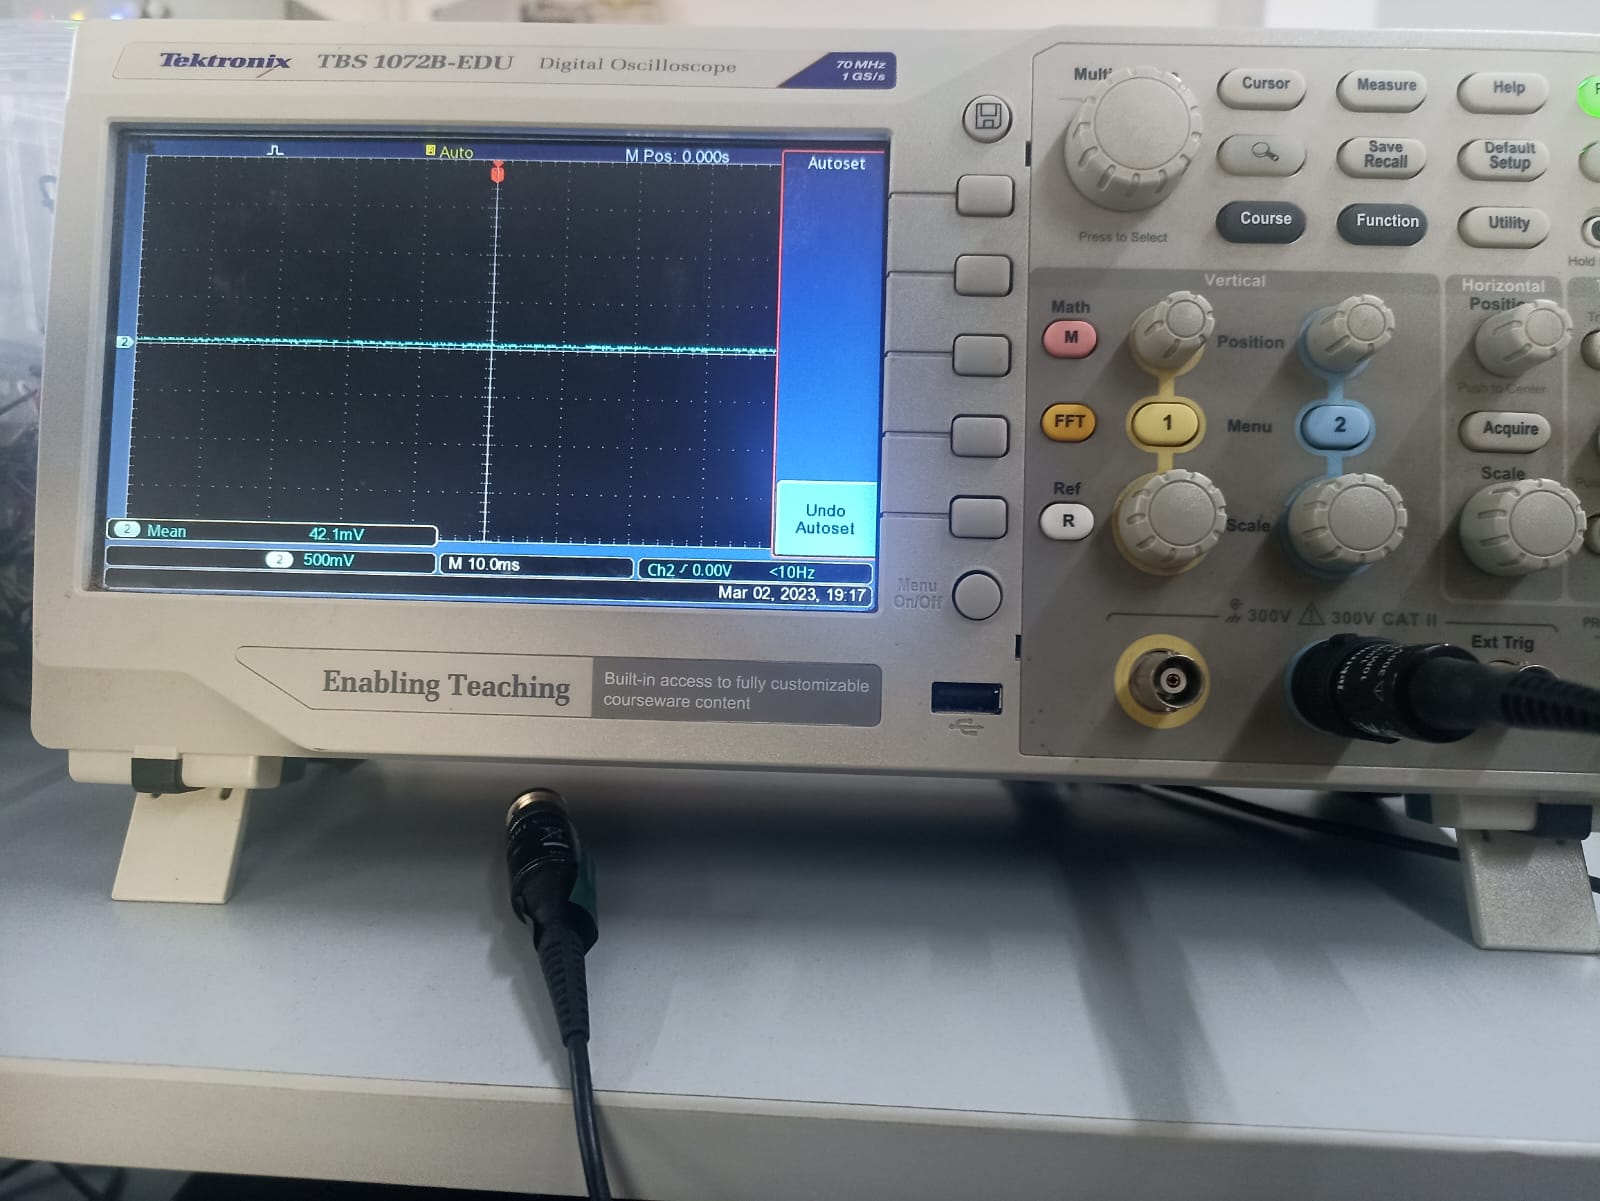 Tektronix TBS 1072B-EDU Digital Oscilloscope
70 MHz
1 GS/s
Auto
M Pos: 0.000s
Autoset
2
Undo
Autoset
2 Mean 42.1mV
2 500mV
M 10.0ms
Ch2 0.00V <10Hz
Mar 02, 2023, 19:17
Enabling Teaching
Built-in access to fully customizable
courseware content
Menu
On/Off
Press to Select
Cursor
Measure
Help
Save
Recall
Default
Setup
Course
Function
Utility
Hold
Vertical
Horizontal
Math
M
Position
FFT
1
Menu
2
Push to Center
Acquire
Ref
R
Scale
Scale
300V
300V CAT II
Ext Trig